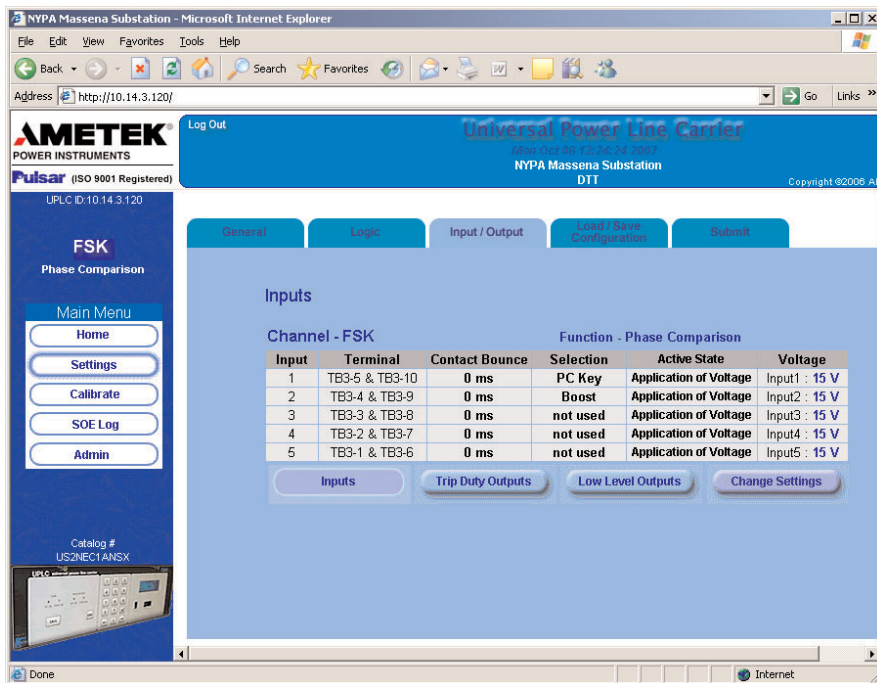 NYPA Massena Substation - Microsoft Internet Explorer
File Edit View Favorites Tools Help
Back Search Favorites
Address http://10.14.3.120/ Go Links »
AMETEK®
POWER INSTRUMENTS
Pulsar (ISO 9001 Registered)
Log Out
Universal Power Line Carrier
Mon Oct 08 13:24:24 2007
NYPA Massena Substation
DTT
Copyright ©2006
UPLC ID:10.14.3.120
FSK
Phase Comparison
Main Menu
Home
Settings
Calibrate
SOE Log
Admin
Catalog #
US2NEC1ANSX
UPLC
General Logic Input / Output Load / Save Configuration Submit
Inputs
Channel - FSK Function - Phase Comparison
Input Terminal Contact Bounce Selection Active State Voltage
1 TB3-5 & TB3-10 0 ms PC Key Application of Voltage Input1 : 15 V
2 TB3-4 & TB3-9 0 ms Boost Application of Voltage Input2 : 15 V
3 TB3-3 & TB3-8 0 ms not used Application of Voltage Input3 : 15 V
4 TB3-2 & TB3-7 0 ms not used Application of Voltage Input4 : 15 V
5 TB3-1 & TB3-6 0 ms not used Application of Voltage Input5 : 15 V
Inputs Trip Duty Outputs Low Level Outputs Change Settings
Done Internet